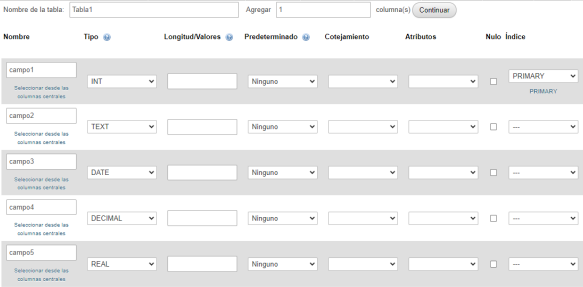 Nombre de la tabla: Tabla1 Agregar 1 columna(s) Continuar
Nombre Tipo Longitud/Valores Predeterminado Cotejamiento Atributos Nulo Índice
campo1 INT Ninguno PRIMARY
Seleccionar desde las columnas centrales PRIMARY
campo2 TEXT Ninguno ---
Seleccionar desde las columnas centrales
campo3 DATE Ninguno ---
Seleccionar desde las columnas centrales
campo4 DECIMAL Ninguno ---
Seleccionar desde las columnas centrales
campo5 REAL Ninguno ---
Seleccionar desde las columnas centrales